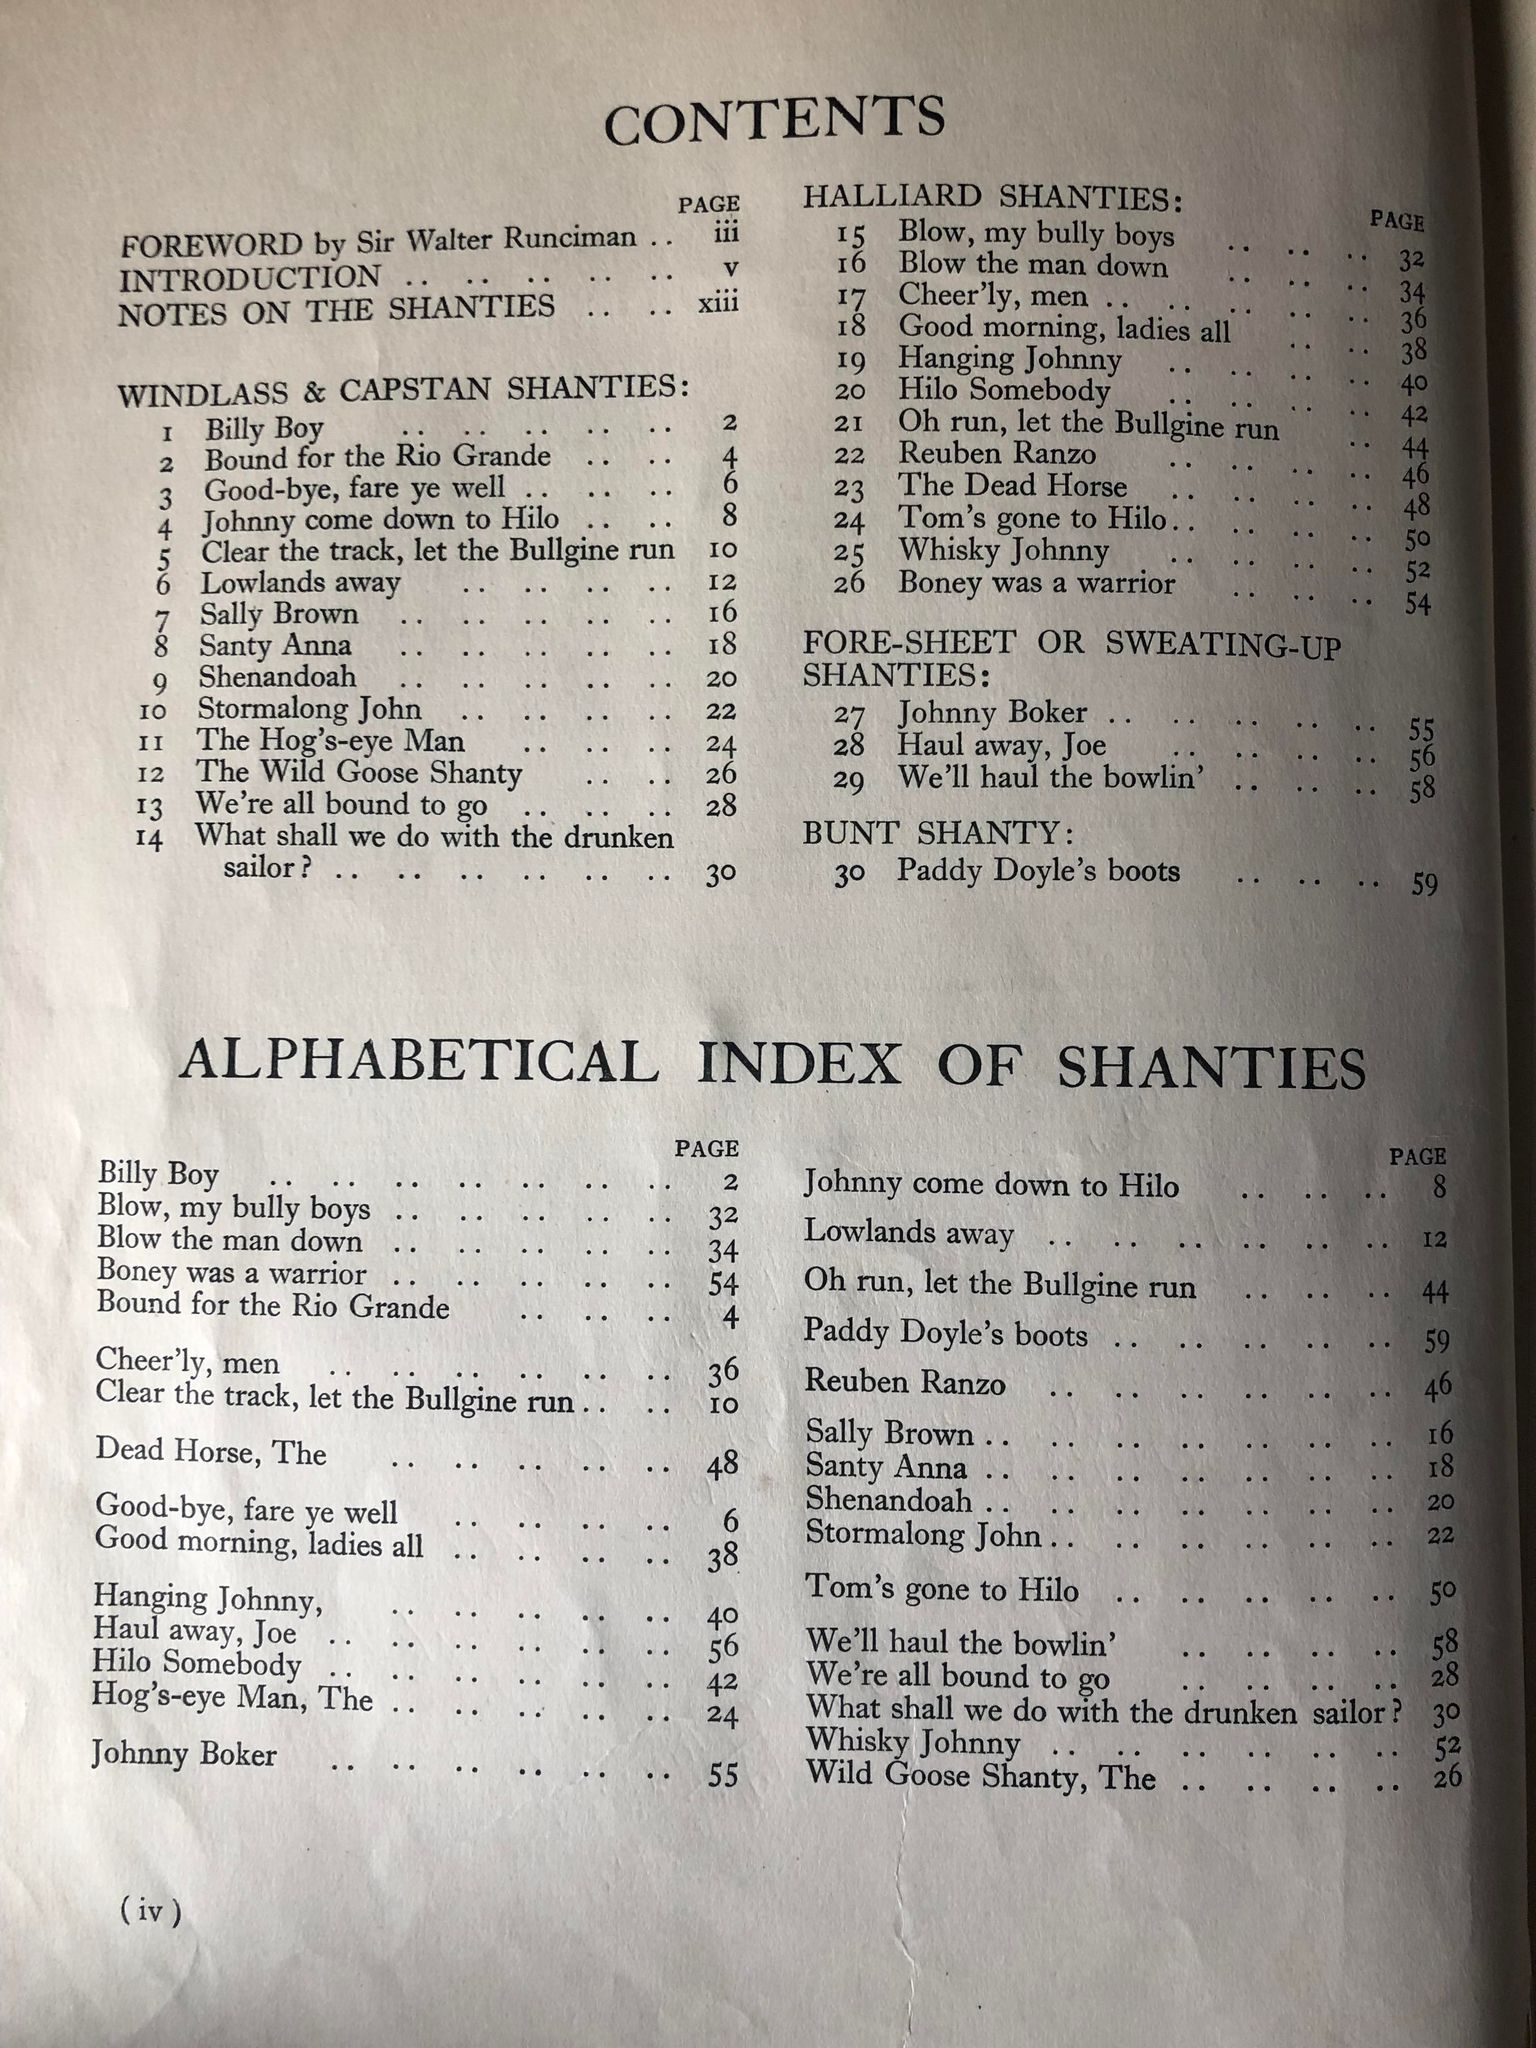 CONTENTS
PAGE
FOREWORD by Sir Walter Runciman .. iii
INTRODUCTION .. .. .. .. .. v
NOTES ON THE SHANTIES .. .. xiii
WINDLASS & CAPSTAN SHANTIES:
1 Billy Boy .. .. .. .. .. 2
2 Bound for the Rio Grande .. .. 4
3 Good-bye, fare ye well .. .. .. 6
4 Johnny come down to Hilo .. .. 8
5 Clear the track, let the Bullgine run 10
6 Lowlands away .. .. .. .. 12
7 Sally Brown .. .. .. .. .. 16
8 Santy Anna .. .. .. .. .. 18
9 Shenandoah .. .. .. .. .. 20
10 Stormalong John .. .. .. .. 22
11 The Hog's-eye Man .. .. .. 24
12 The Wild Goose Shanty .. .. 26
13 We're all bound to go .. .. .. 28
14 What shall we do with the drunken
sailor? .. .. .. .. .. .. 30
HALLIARD SHANTIES:
PAGE
15 Blow, my bully boys .. .. .. 32
16 Blow the man down .. .. .. 34
17 Cheer'ly, men .. .. .. .. .. 36
18 Good morning, ladies all .. .. 38
19 Hanging Johnny .. .. .. .. 40
20 Hilo Somebody .. .. .. .. 42
21 Oh run, let the Bullgine run .. 44
22 Reuben Ranzo .. .. .. .. 46
23 The Dead Horse .. .. .. .. 48
24 Tom's gone to Hilo .. .. .. .. 50
25 Whisky Johnny .. .. .. .. 52
26 Boney was a warrior .. .. .. 54
FORE-SHEET OR SWEATING-UP
SHANTIES:
27 Johnny Boker .. .. .. .. .. 55
28 Haul away, Joe .. .. .. .. 56
29 We'll haul the bowlin' .. .. .. 58
BUNT SHANTY:
30 Paddy Doyle's boots .. .. .. 59
ALPHABETICAL INDEX OF SHANTIES
PAGE
Billy Boy .. .. .. .. .. .. .. 2
Blow, my bully boys .. .. .. .. .. 32
Blow the man down .. .. .. .. .. 34
Boney was a warrior .. .. .. .. .. 54
Bound for the Rio Grande .. .. .. 4
Cheer'ly, men .. .. .. .. .. .. 36
Clear the track, let the Bullgine run .. .. 10
Dead Horse, The .. .. .. .. .. 48
Good-bye, fare ye well .. .. .. .. 6
Good morning, ladies all .. .. .. .. 38
Hanging Johnny, .. .. .. .. .. 40
Haul away, Joe .. .. .. .. .. .. 56
Hilo Somebody .. .. .. .. .. .. 42
Hog's-eye Man, The .. .. .. .. .. 24
Johnny Boker .. .. .. .. .. .. 55
PAGE
Johnny come down to Hilo .. .. .. 8
Lowlands away .. .. .. .. .. .. 12
Oh run, let the Bullgine run .. .. .. 44
Paddy Doyle's boots .. .. .. .. .. 59
Reuben Ranzo .. .. .. .. .. .. 46
Sally Brown .. .. .. .. .. .. .. 16
Santy Anna .. .. .. .. .. .. .. 18
Shenandoah .. .. .. .. .. .. .. 20
Stormalong John .. .. .. .. .. .. 22
Tom's gone to Hilo .. .. .. .. .. 50
We'll haul the bowlin' .. .. .. .. 58
We're all bound to go .. .. .. .. 28
What shall we do with the drunken sailor? 30
Whisky Johnny .. .. .. .. .. .. 52
Wild Goose Shanty, The .. .. .. .. 26
( iv )